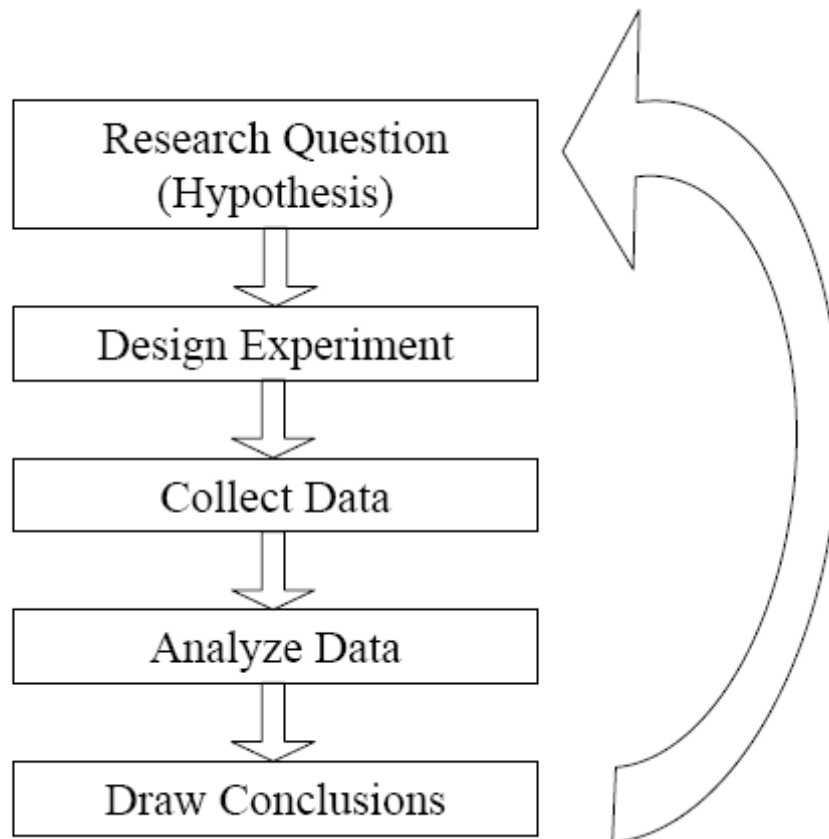 Research Question
(Hypothesis)
Design Experiment
Collect Data
Analyze Data
Draw Conclusions